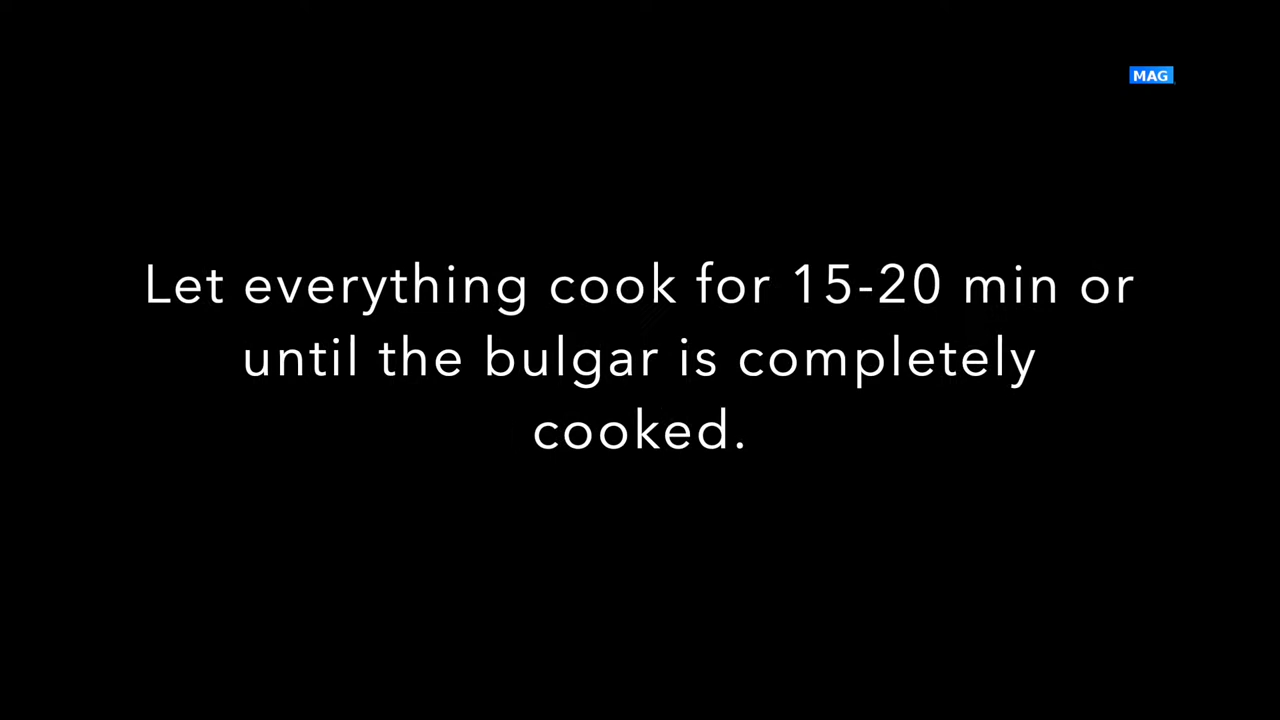 MAG
Let everything cook for 15-20 min or
until the bulgar is completely
cooked.